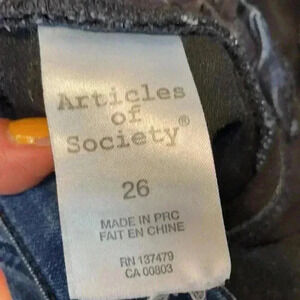 Articles
of
Society®
26
MADE IN PRC
FAIT EN CHINE
RN 137479
CA 00803